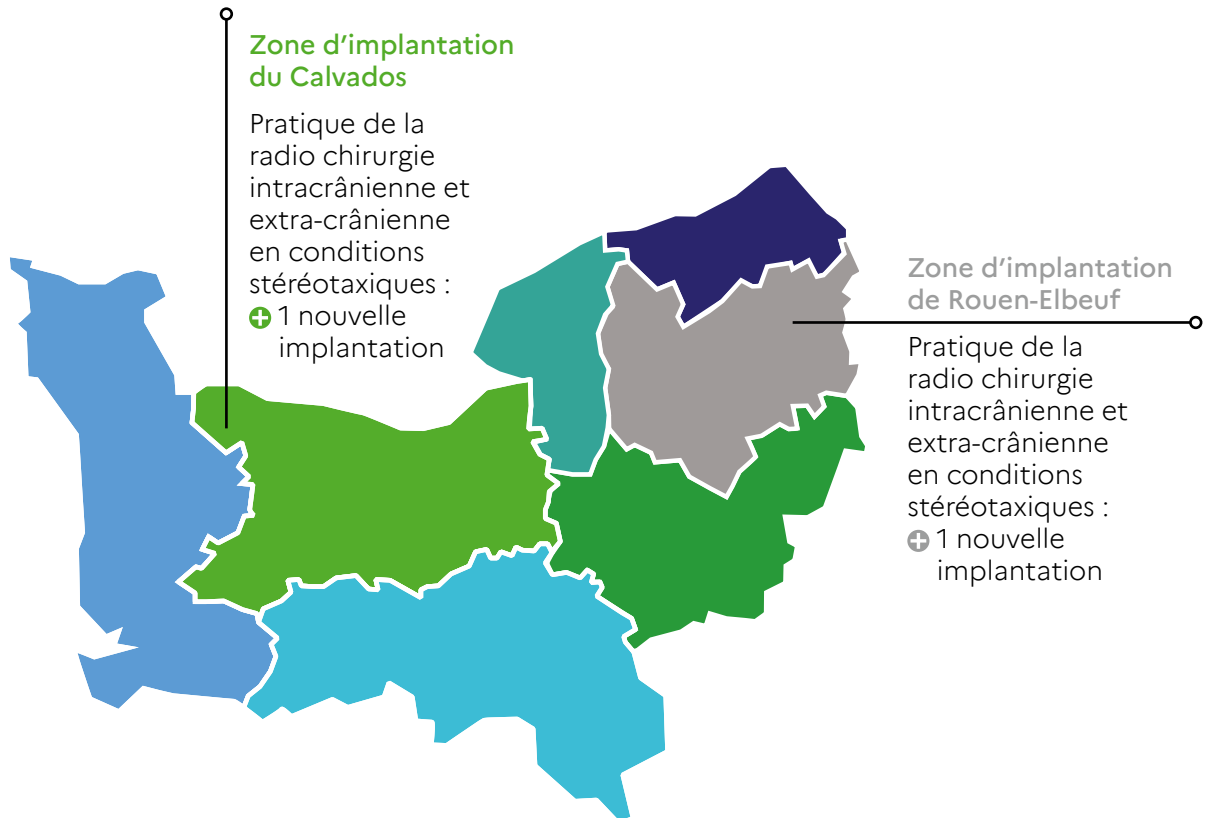 Zone d'implantation
du Calvados
Pratique de la
radio chirurgie
intracrânienne et
extra-crânienne
en conditions
stéréotaxiques :
+ 1 nouvelle
implantation
Zone d'implantation
de Rouen-Elbeuf
Pratique de la
radio chirurgie
intracrânienne et
extra-crânienne
en conditions
stéréotaxiques :
+ 1 nouvelle
implantation